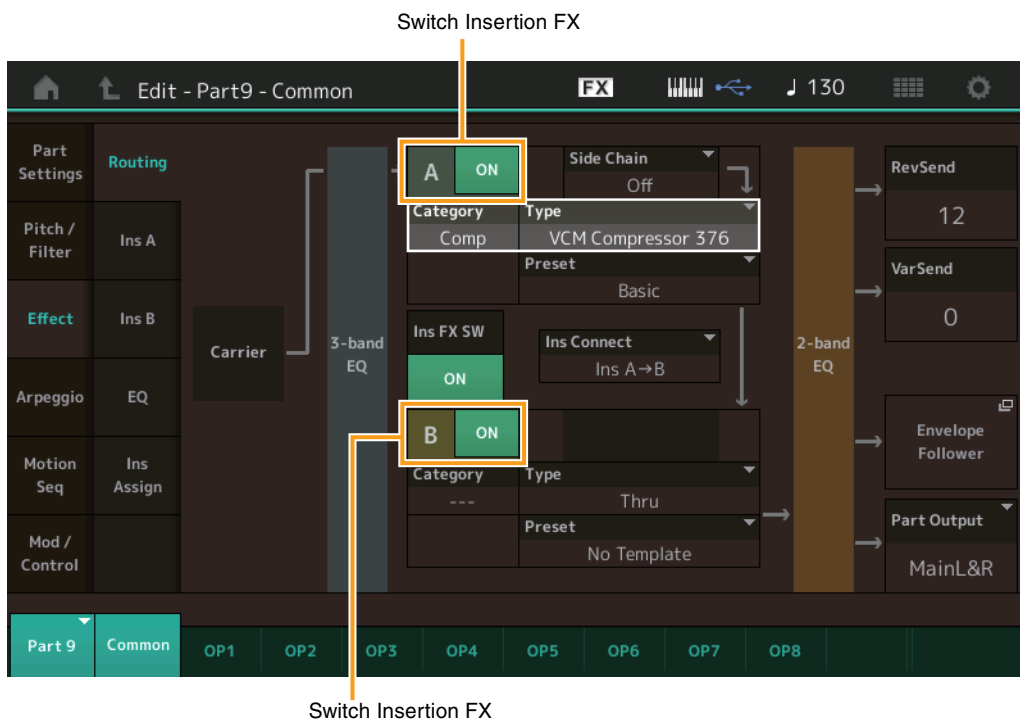 Switch Insertion FX
Edit - Part9 - Common
FX
130
Part
Settings
Routing
A
ON
Side Chain
Off
RevSend
12
Category
Type
Comp
VCM Compressor 376
Pitch /
Filter
Ins A
Preset
Basic
VarSend
0
Effect
Ins B
Carrier
3-band
EQ
Ins FX SW
ON
Ins Connect
Ins A→B
2-band
EQ
Arpeggio
EQ
B
ON
Envelope
Follower
Motion
Seq
Ins
Assign
Category
Type
---
Thru
Preset
No Template
Part Output
MainL&R
Mod /
Control
Part 9
Common
OP1
OP2
OP3
OP4
OP5
OP6
OP7
OP8
Switch Insertion FX